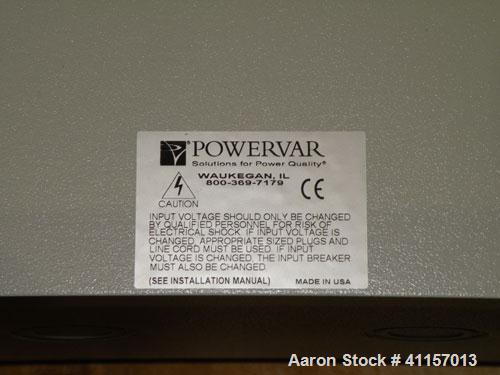 POWERVAR
Solutions for Power Quality®
WAUKEGAN, IL
800-369-7179
CE
CAUTION
INPUT VOLTAGE SHOULD ONLY BE CHANGED
BY QUALIFIED PERSONNEL FOR RISK OF
ELECTRICAL SHOCK. IF INPUT VOLTAGE IS
CHANGED, APPROPRIATE SIZED PLUGS AND
LINE CORD MUST BE USED. IF INPUT
VOLTAGE IS CHANGED, THE INPUT BREAKER
MUST ALSO BE CHANGED.
(SEE INSTALLATION MANUAL) MADE IN USA
Aaron Stock # 41157013